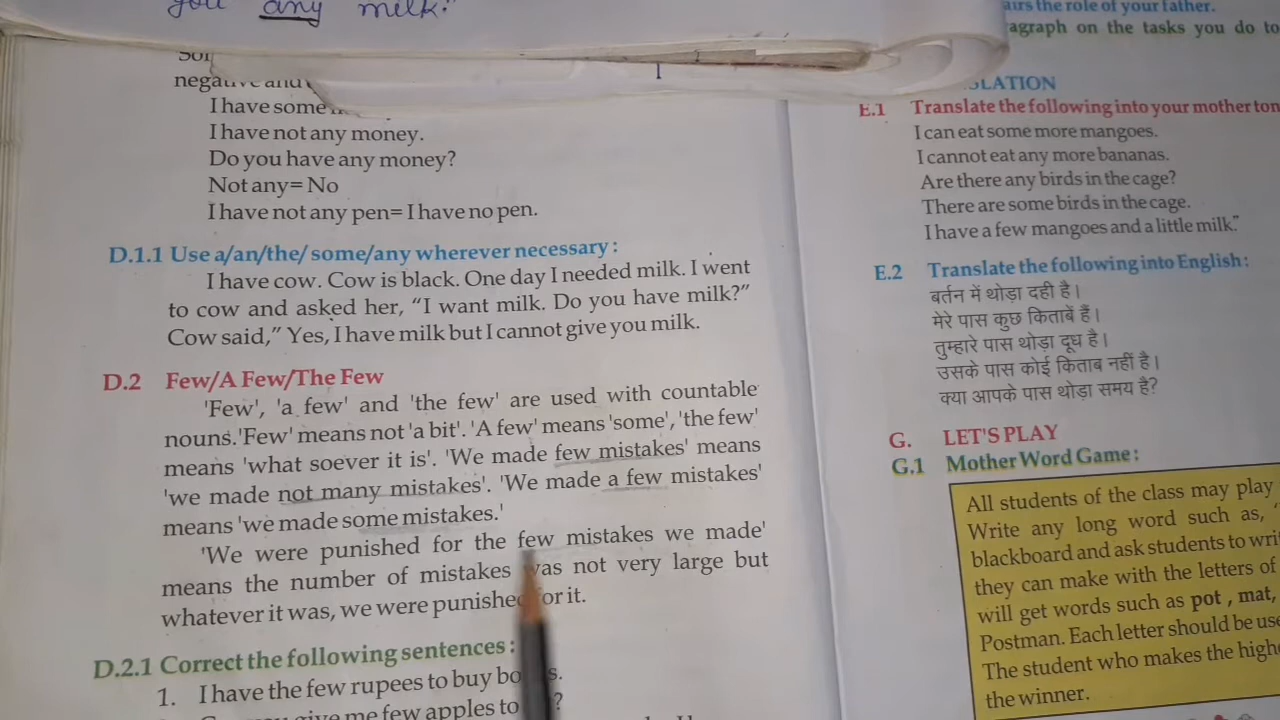 you any milk."
negative and
I have some
I have not any money.
Do you have any money?
Not any= No
I have not any pen= I have no pen.
D.1.1 Use a/an/the/ some/any wherever necessary :
I have cow. Cow is black. One day I needed milk. I went
to cow and asked her, “I want milk. Do you have milk?”
Cow said,” Yes, I have milk but I cannot give you milk.
D.2 Few/A Few/The Few
'Few', 'a few' and 'the few' are used with countable
nouns.'Few' means not 'a bit'. 'A few' means 'some', 'the few'
means 'what soever it is'. 'We made few mistakes' means
'we made not many mistakes'. 'We made a few mistakes'
means 'we made some mistakes.'
'We were punished for the few mistakes we made'
means the number of mistakes was not very large but
whatever it was, we were punished for it.
D.2.1 Correct the following sentences :
1. I have the few rupees to buy
give me few apples to ?
airs the role of your father.
agraph on the tasks you do to
SLATION
E.1 Translate the following into your mother ton
I can eat some more mangoes.
I cannot eat any more bananas.
Are there any birds in the cage?
There are some birds in the cage.
I have a few mangoes and a little milk.”
E.2 Translate the following into English :
बर्तन में थोड़ा दही है।
मेरे पास कुछ किताबें हैं।
तुम्हारे पास थोड़ा दूध है।
उसके पास कोई किताब नहीं है।
क्या आपके पास थोड़ा समय है?
G. LET'S PLAY
G.1 Mother Word Game :
All students of the class may play
Write any long word such as, '
blackboard and ask students to wri
they can make with the letters of
will get words such as pot , mat,
Postman. Each letter should be use
The student who makes the high
the winner.